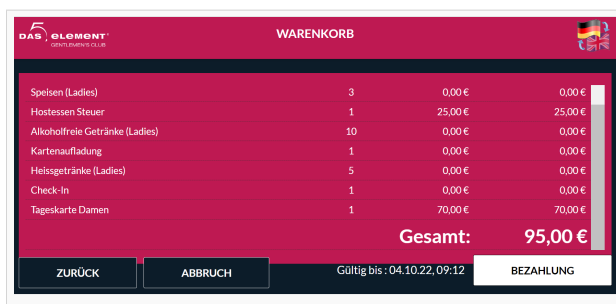 DAS 5 ELEMENT
GENTLEMEN'S CLUB
WARENKORB
Speisen (Ladies) 3 0,00 € 0,00 €
Hostessen Steuer 1 25,00 € 25,00 €
Alkoholfreie Getränke (Ladies) 10 0,00 € 0,00 €
Kartenaufladung 1 0,00 € 0,00 €
Heissgetränke (Ladies) 5 0,00 € 0,00 €
Check-In 1 0,00 € 0,00 €
Tageskarte Damen 1 70,00 € 70,00 €
Gesamt: 95,00 €
ZURÜCK ABBRUCH Gültig bis : 04.10.22, 09:12 BEZAHLUNG